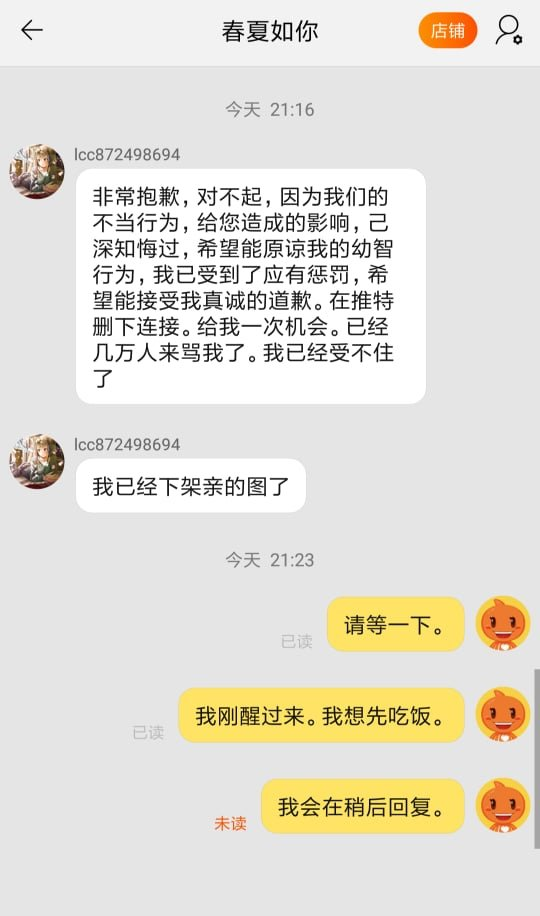 春夏如你
店铺
今天 21:16
lcc872498694
非常抱歉，对不起，因为我们的
不当行为，给您造成的影响，己
深知悔过，希望能原谅我的幼智
行为，我已受到了应有惩罚，希
望能接受我真诚的道歉。在推特
删下连接。给我一次机会。已经
几万人来骂我了。我已经受不住
了
lcc872498694
我已经下架亲的图了
今天 21:23
请等一下。
已读
我刚醒过来。我想先吃饭。
已读
我会在稍后回复。
未读